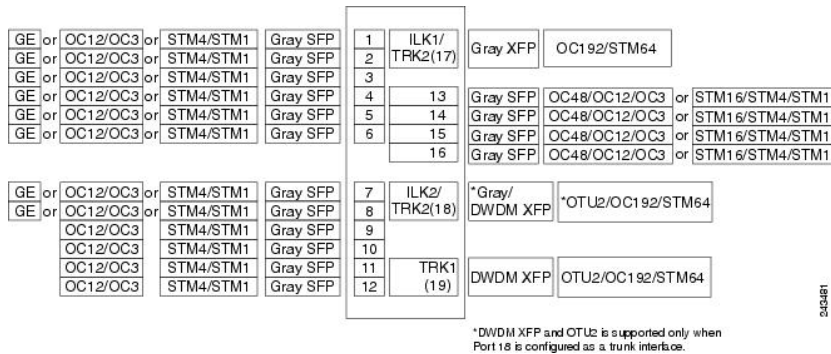 GE or OC12/OC3 or STM4/STM1 Gray SFP 1 ILK1/ TRK2(17) Gray XFP OC192/STM64
GE or OC12/OC3 or STM4/STM1 Gray SFP 2
GE or OC12/OC3 or STM4/STM1 Gray SFP 3
GE or OC12/OC3 or STM4/STM1 Gray SFP 4 13 Gray SFP OC48/OC12/OC3 or STM16/STM4/STM1
GE or OC12/OC3 or STM4/STM1 Gray SFP 5 14 Gray SFP OC48/OC12/OC3 or STM16/STM4/STM1
GE or OC12/OC3 or STM4/STM1 Gray SFP 6 15 Gray SFP OC48/OC12/OC3 or STM16/STM4/STM1
16 Gray SFP OC48/OC12/OC3 or STM16/STM4/STM1
GE or OC12/OC3 or STM4/STM1 Gray SFP 7 ILK2/ *Gray/
GE or OC12/OC3 or STM4/STM1 Gray SFP 8 TRK2(18) DWDM XFP *OTU2/OC192/STM64
OC12/OC3 STM4/STM1 Gray SFP 9
OC12/OC3 STM4/STM1 Gray SFP 10
OC12/OC3 STM4/STM1 Gray SFP 11 TRK1
OC12/OC3 STM4/STM1 Gray SFP 12 (19) DWDM XFP OTU2/OC192/STM64
243481
*DWDM XFP and OTU2 is supported only when
Port 18 is configured as a trunk interface.